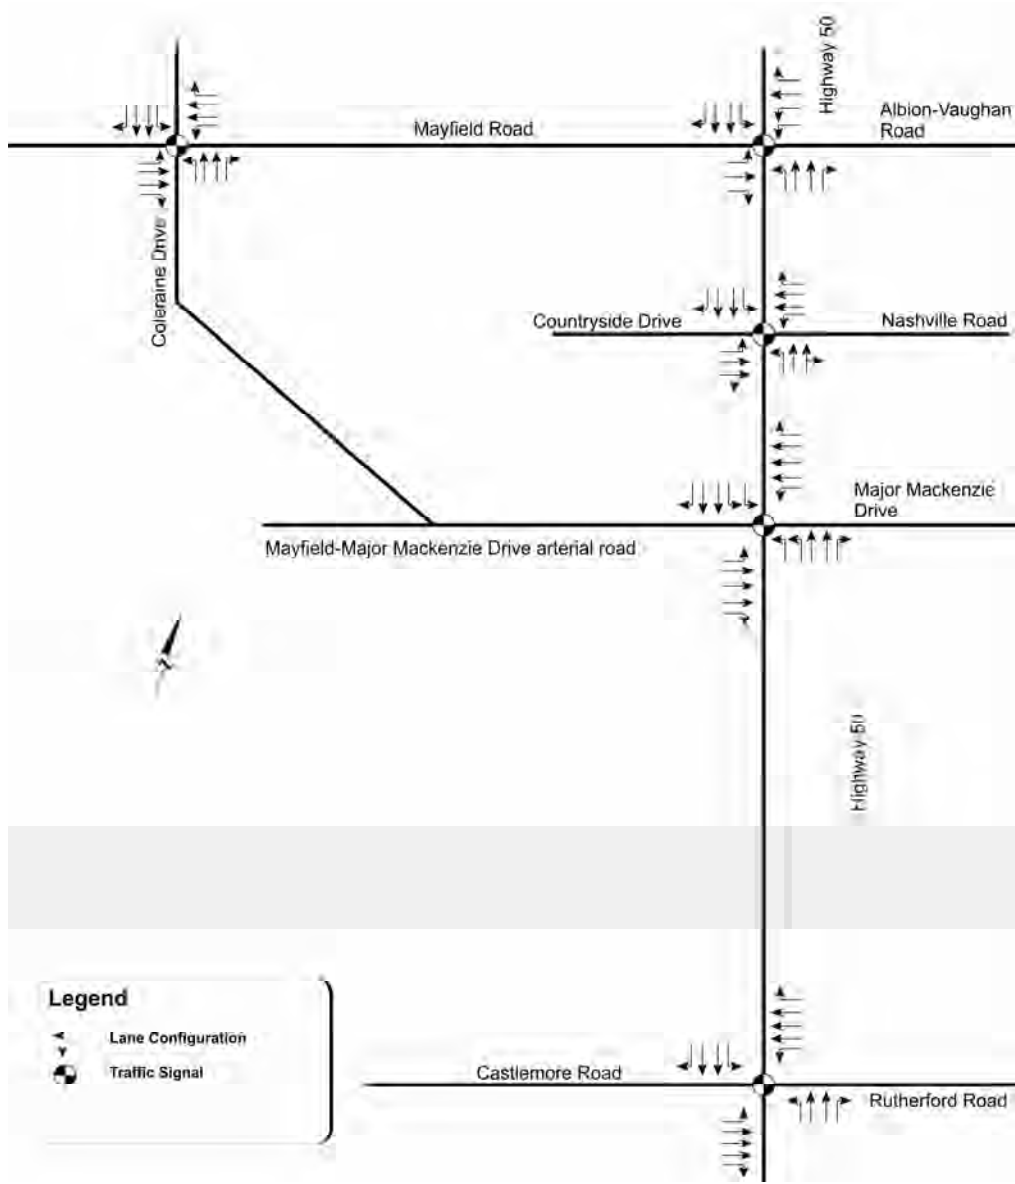 Highway 50
Albion-Vaughan
Road
Mayfield Road
Coleraine Drive
Countryside Drive
Nashville Road
Major Mackenzie
Drive
Mayfield-Major Mackenzie Drive arterial road
N
Highway 50
Legend
Lane Configuration
Traffic Signal
Castlemore Road
Rutherford Road